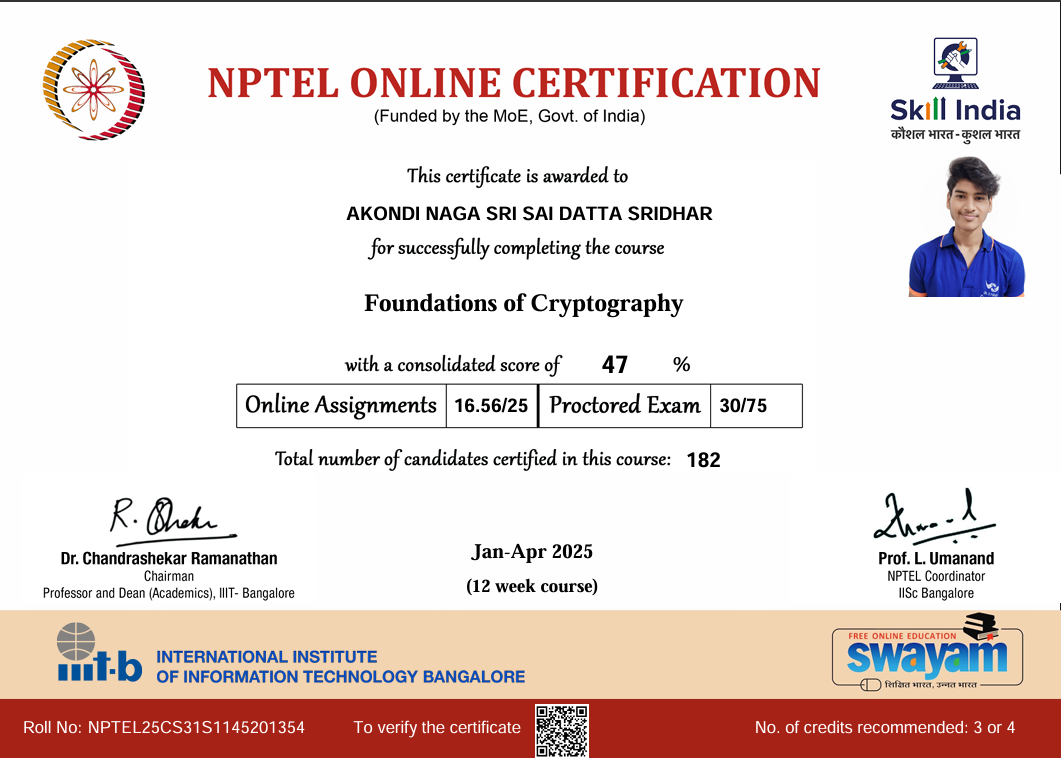 NPTEL ONLINE CERTIFICATION
(Funded by the MoE, Govt. of India)
Skill India
कौशल भारत - कुशल भारत
This certificate is awarded to
AKONDI NAGA SRI SAI DATTA SRIDHAR
for successfully completing the course
Foundations of Cryptography
with a consolidated score of 47 %
Online Assignments 16.56/25 Proctored Exam 30/75
Total number of candidates certified in this course: 182
Dr. Chandrashekar Ramanathan
Chairman
Professor and Dean (Academics), IIIT- Bangalore
Jan-Apr 2025
(12 week course)
Prof. L. Umanand
NPTEL Coordinator
IISc Bangalore
iiit-b
INTERNATIONAL INSTITUTE
OF INFORMATION TECHNOLOGY BANGALORE
FREE ONLINE EDUCATION
swayam
शिक्षित भारत, उन्नत भारत
Roll No: NPTEL25CS31S1145201354
To verify the certificate
No. of credits recommended: 3 or 4